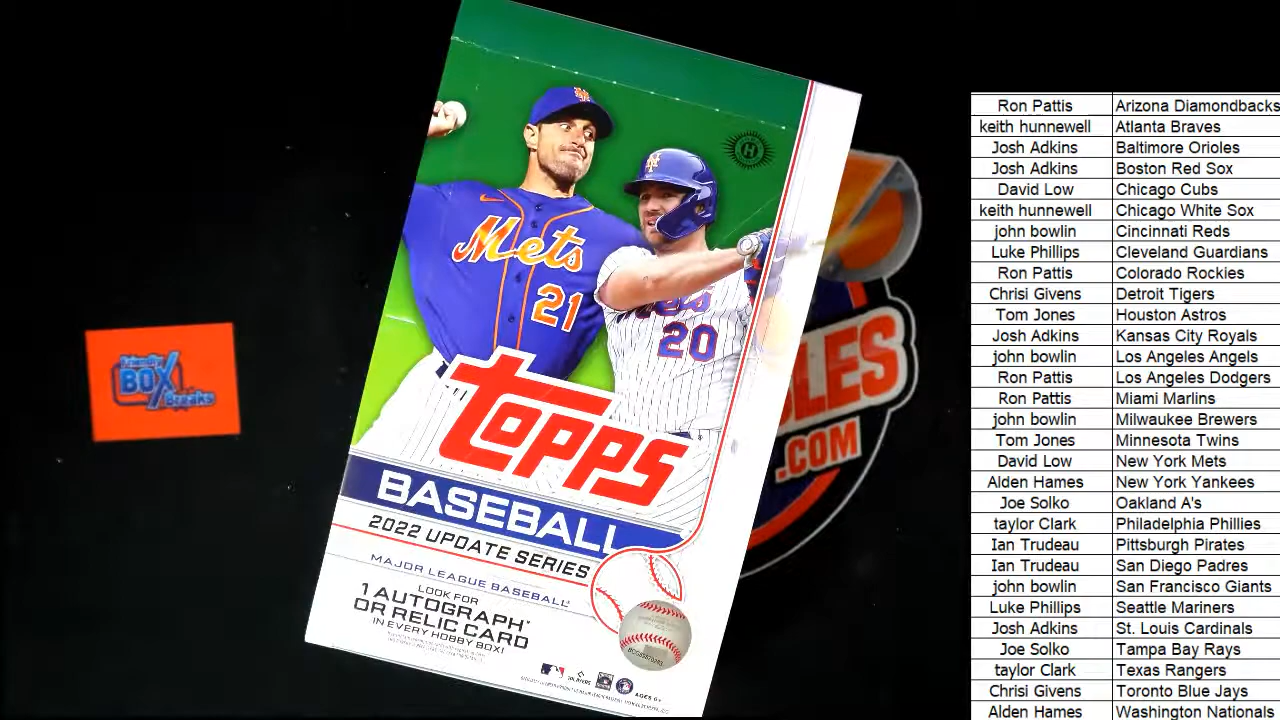 Mets
21
Mets
20
H
TOPPS
BASEBALL
2022 UPDATE SERIES
MAJOR LEAGUE BASEBALL
LOOK FOR
1 AUTOGRAPH*
OR RELIC CARD
IN EVERY HOBBY BOX!
AGES 6+
Friendly
BOX
Breaks
BLES
.COM
Ron Pattis Arizona Diamondbacks
keith hunnewell Atlanta Braves
Josh Adkins Baltimore Orioles
Josh Adkins Boston Red Sox
David Low Chicago Cubs
keith hunnewell Chicago White Sox
john bowlin Cincinnati Reds
Luke Phillips Cleveland Guardians
Ron Pattis Colorado Rockies
Chrisi Givens Detroit Tigers
Tom Jones Houston Astros
Josh Adkins Kansas City Royals
john bowlin Los Angeles Angels
Ron Pattis Los Angeles Dodgers
Ron Pattis Miami Marlins
john bowlin Milwaukee Brewers
Tom Jones Minnesota Twins
David Low New York Mets
Alden Hames New York Yankees
Joe Solko Oakland A's
taylor Clark Philadelphia Phillies
Ian Trudeau Pittsburgh Pirates
Ian Trudeau San Diego Padres
john bowlin San Francisco Giants
Luke Phillips Seattle Mariners
Josh Adkins St. Louis Cardinals
Joe Solko Tampa Bay Rays
taylor Clark Texas Rangers
Chrisi Givens Toronto Blue Jays
Alden Hames Washington Nationals